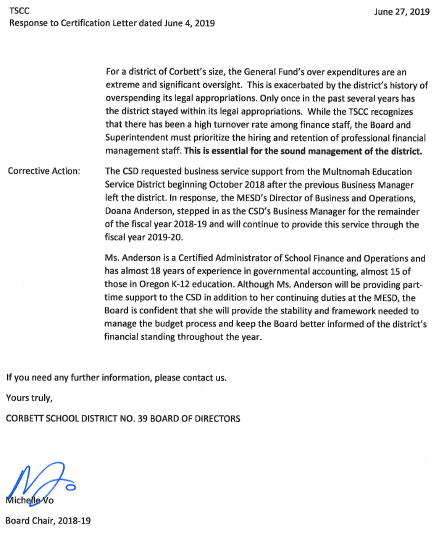 TSCC
June 27, 2019
Response to Certification Letter dated June 4, 2019
For a district of Corbett's size, the General Fund's over expenditures are an
extreme and significant oversight. This is exacerbated by the district's history of
overspending its legal appropriations. Only once in the past several years has
the district stayed within its legal appropriations. While the TSCC recognizes
that there has been a high turnover rate among finance staff, the Board and
Superintendent must prioritize the hiring and retention of professional financial
management staff. This is essential for the sound management of the district.
Corrective Action: The CSD requested business service support from the Multnomah Education
Service District beginning October 2018 after the previous Business Manager
left the district. In response, the MESD's Director of Business and Operations,
Doana Anderson, stepped in as the CSD's Business Manager for the remainder
of the fiscal year 2018-19 and will continue to provide this service through the
fiscal year 2019-20.
Ms. Anderson is a Certified Administrator of School Finance and Operations and
has almost 18 years of experience in governmental accounting, almost 15 of
those in Oregon K-12 education. Although Ms. Anderson will be providing part-
time support to the CSD in addition to her continuing duties at the MESD, the
Board is confident that she will provide the stability and framework needed to
manage the budget process and keep the Board better informed of the district's
financial standing throughout the year.
If you need any further information, please contact us.
Yours truly,
CORBETT SCHOOL DISTRICT NO. 39 BOARD OF DIRECTORS
Michelle Vo
Board Chair, 2018-19